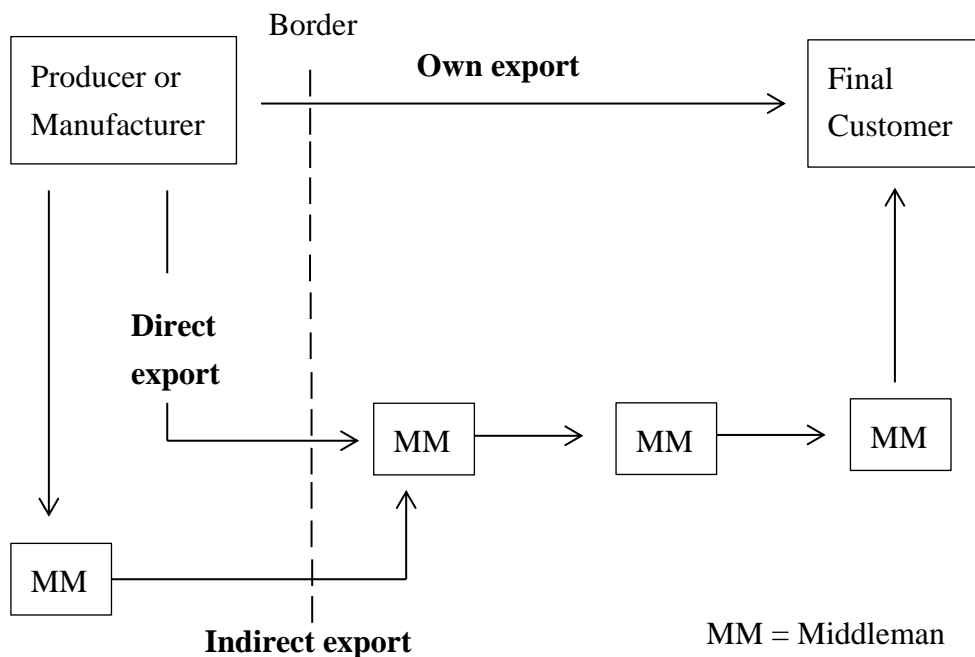 Border
Producer or
Manufacturer
Own export
Final
Customer
Direct
export
MM
MM
MM
MM
Indirect export
MM = Middleman